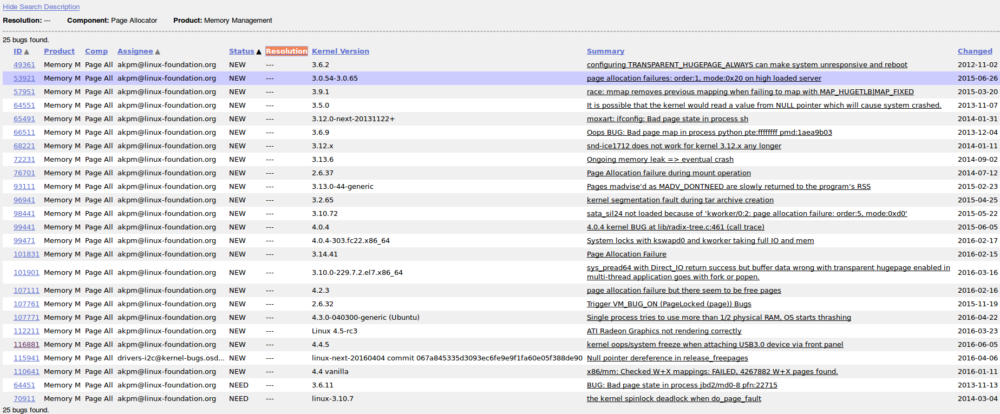 Hide Search Description
Resolution: --- Component: Page Allocator Product: Memory Management
25 bugs found.
ID▲ Product Comp Assignee▲ Status▲ Resolution Kernel Version Summary Changed
49361 Memory M Page All akpm@linux-foundation.org NEW --- 3.6.2 configuring TRANSPARENT_HUGEPAGE_ALWAYS can make system unresponsive and reboot 2012-11-02
53921 Memory M Page All akpm@linux-foundation.org NEW --- 3.0.54-3.0.65 page allocation failures: order:1, mode:0x20 on high loaded server 2015-06-26
57951 Memory M Page All akpm@linux-foundation.org NEW --- 3.9.1 race: mmap removes previous mapping when failing to map with MAP_HUGETLB|MAP_FIXED 2015-03-20
64551 Memory M Page All akpm@linux-foundation.org NEW --- 3.5.0 It is possible that the kernel would read a value from NULL pointer which will cause system crashed. 2013-11-07
65491 Memory M Page All akpm@linux-foundation.org NEW --- 3.12.0-next-20131122+ moxart: ifconfig: Bad page state in process sh 2014-01-31
66511 Memory M Page All akpm@linux-foundation.org NEW --- 3.6.9 Oops BUG: Bad page map in process python pte:ffffffff pmd:1aea9b03 2013-12-04
68221 Memory M Page All akpm@linux-foundation.org NEW --- 3.12.x snd-ice1712 does not work for kernel 3.12.x any longer 2014-01-11
72231 Memory M Page All akpm@linux-foundation.org NEW --- 3.13.6 Ongoing memory leak => eventual crash 2014-09-02
76701 Memory M Page All akpm@linux-foundation.org NEW --- 2.6.37 Page Allocation failure during mount operation 2014-07-12
93111 Memory M Page All akpm@linux-foundation.org NEW --- 3.13.0-44-generic Pages madvise'd as MADV_DONTNEED are slowly returned to the program's RSS 2015-02-23
96941 Memory M Page All akpm@linux-foundation.org NEW --- 3.2.65 kernel segmentation fault during tar archive creation 2015-04-25
98441 Memory M Page All akpm@linux-foundation.org NEW --- 3.10.72 sata_sil24 not loaded because of 'kworker/0:2: page allocation failure: order:5, mode:0xd0' 2015-05-22
99441 Memory M Page All akpm@linux-foundation.org NEW --- 4.0.4 4.0.4 kernel BUG at lib/radix-tree.c:461 (call trace) 2015-06-05
99471 Memory M Page All akpm@linux-foundation.org NEW --- 4.0.4-303.fc22.x86_64 System locks with kswapd0 and kworker taking full IO and mem 2016-02-17
101831 Memory M Page All akpm@linux-foundation.org NEW --- 3.14.41 Page Allocation Failure 2016-02-15
101901 Memory M Page All akpm@linux-foundation.org NEW --- 3.10.0-229.7.2.el7.x86_64 sys_pread64 with Direct_IO return success but buffer data wrong with transparent hugepage enabled in 2016-03-16
multi-thread application goes with fork or popen.
107111 Memory M Page All akpm@linux-foundation.org NEW --- 4.2.3 page allocation failure but there seem to be free pages 2016-02-16
107761 Memory M Page All akpm@linux-foundation.org NEW --- 2.6.32 Trigger VM_BUG_ON (PageLocked (page)) Bugs 2015-11-19
107771 Memory M Page All akpm@linux-foundation.org NEW --- 4.3.0-040300-generic (Ubuntu) Single process tries to use more than 1/2 physical RAM, OS starts thrashing 2016-04-22
112211 Memory M Page All akpm@linux-foundation.org NEW --- Linux 4.5-rc3 ATI Radeon Graphics not rendering correctly 2016-03-23
116881 Memory M Page All akpm@linux-foundation.org NEW --- 4.4.5 kernel oops/system freeze when attaching USB3.0 device via front panel 2016-06-05
115941 Memory M Page All drivers-i2c@kernel-bugs.osd... NEW --- linux-next-20160404 commit 067a845335d3093ec6fe9e9f1fa60e05f388de90 Null pointer dereference in release_freepages 2016-04-06
110641 Memory M Page All akpm@linux-foundation.org NEW --- 4.4 vanilla x86/mm: Checked W+X mappings: FAILED, 4267882 W+X pages found. 2016-01-11
64451 Memory M Page All akpm@linux-foundation.org NEED --- 3.6.11 BUG: Bad page state in process jbd2/md0-8 pfn:22715 2013-11-13
70911 Memory M Page All akpm@linux-foundation.org NEED --- linux-3.10.7 the kernel spinlock deadlock when do_page_fault 2014-03-04
25 bugs found.